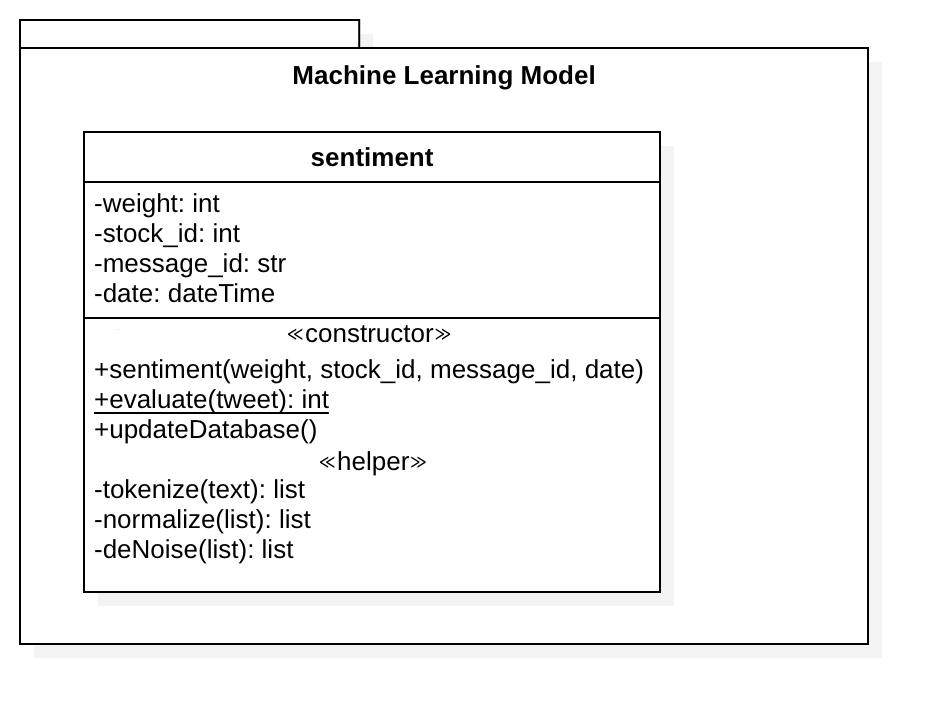 Machine Learning Model
sentiment
-weight: int
-stock_id: int
-message_id: str
-date: dateTime
≪constructor≫
+sentiment(weight, stock_id, message_id, date)
+evaluate(tweet): int
+updateDatabase()
≪helper≫
-tokenize(text): list
-normalize(list): list
-deNoise(list): list